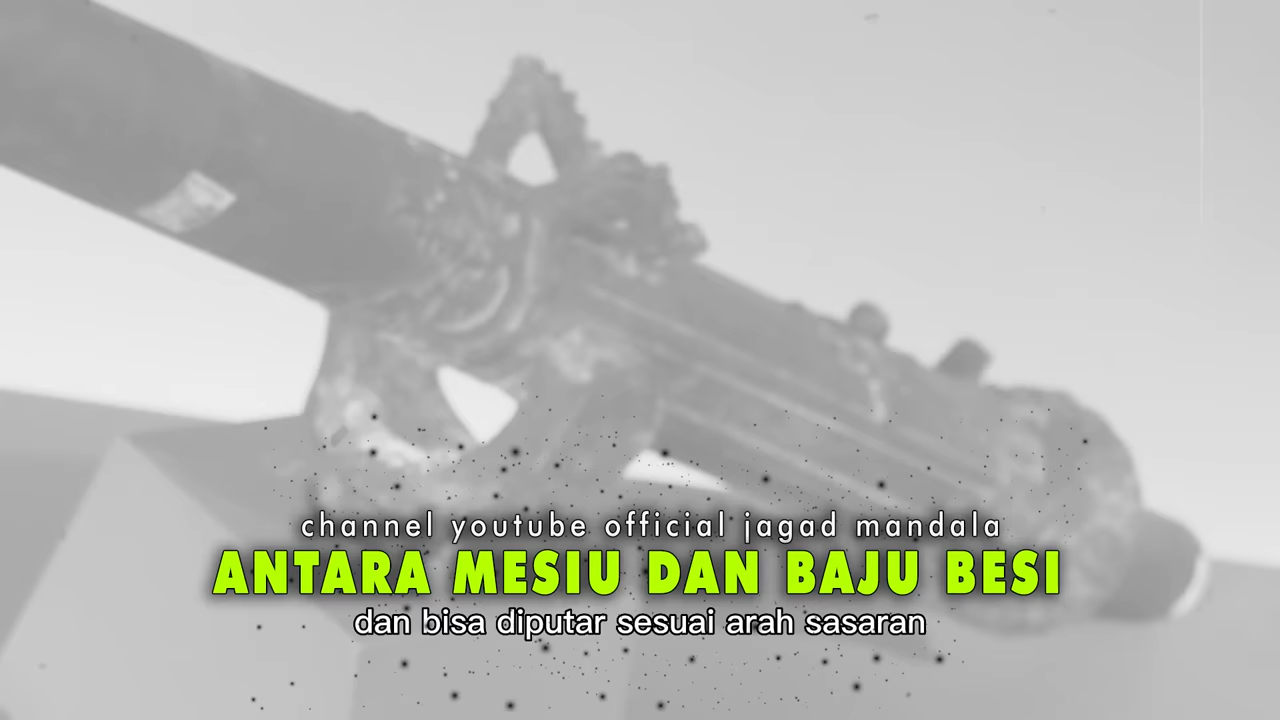 channel youtube official jagad mandala
ANTARA MESIU DAN BAJU BESI
dan bisa diputar sesuai arah sasaran